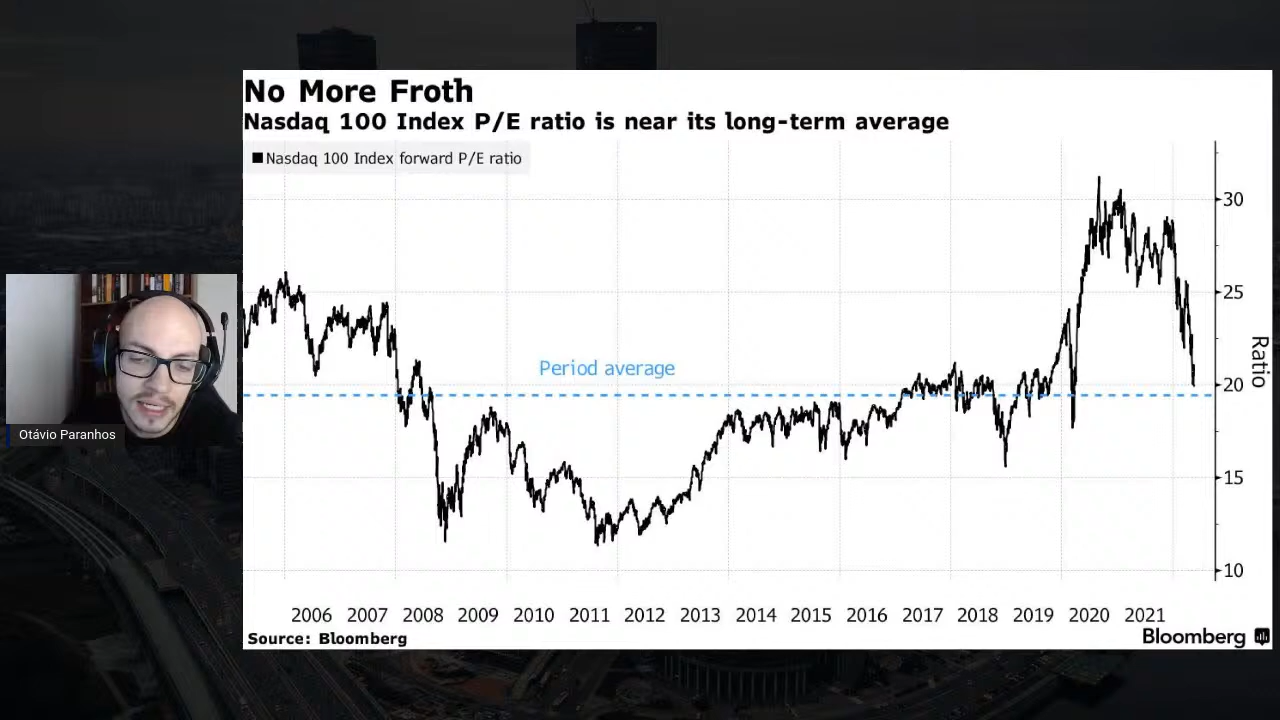 No More Froth
Nasdaq 100 Index P/E ratio is near its long-term average
Nasdaq 100 Index forward P/E ratio
30
25
Period average
20
15
10
Ratio
2006 2007 2008 2009 2010 2011 2012 2013 2014 2015 2016 2017 2018 2019 2020 2021
Source: Bloomberg
Bloomberg
Otávio Paranhos